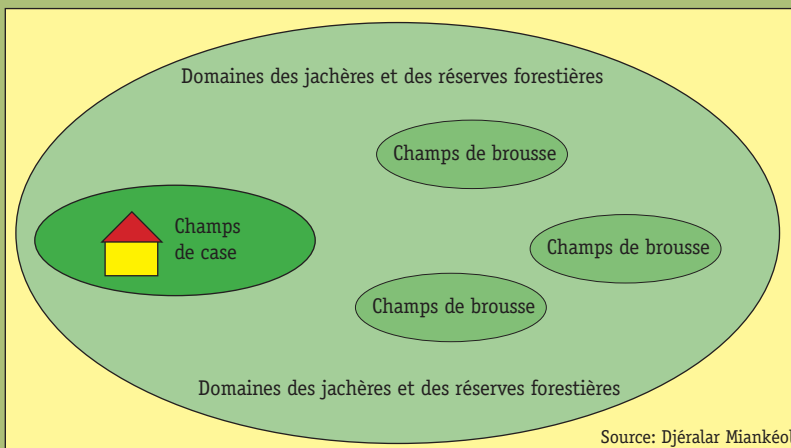 Domaines des jachères et des réserves forestières
Champs de brousse
Champs
de case
Champs de brousse
Champs de brousse
Domaines des jachères et des réserves forestières
Source: Djéralar Miankéol